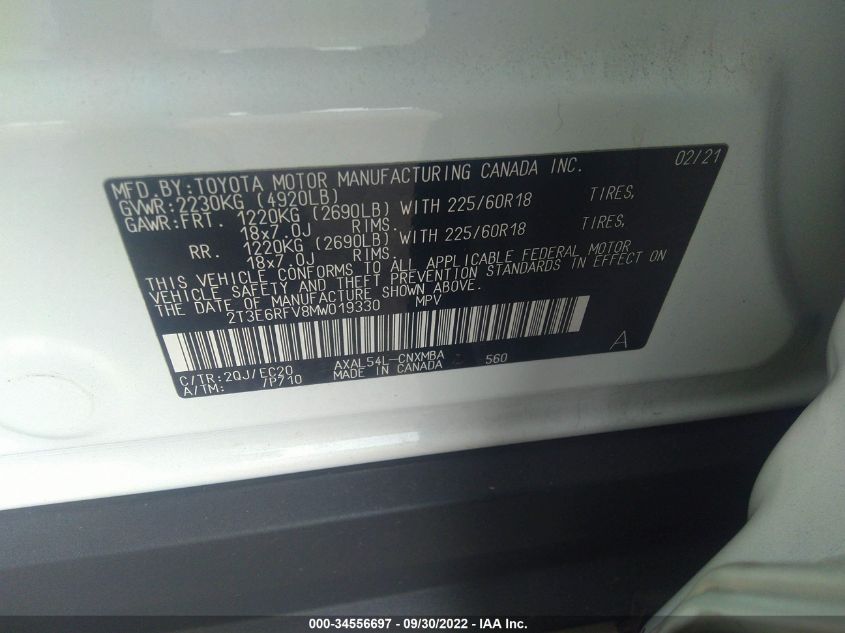 MFD. BY: TOYOTA MOTOR MANUFACTURING CANADA INC. 02/21
GVWR: 2230KG (4920LB)
GAWR: FRT. 1220KG (2690LB) WITH 225/60R18 TIRES,
18x7.0J RIMS.
RR. 1220KG (2690LB) WITH 225/60R18 TIRES,
18x7.0J RIMS.
THIS VEHICLE CONFORMS TO ALL APPLICABLE FEDERAL MOTOR
VEHICLE SAFETY AND THEFT PREVENTION STANDARDS IN EFFECT ON
THE DATE OF MANUFACTURE SHOWN ABOVE.
2T3E6RFV8MW019330 MPV
C/TR: 2QJ/EC20 AXAL54L-CNXMBA 560 A
A/TM: /P710 MADE IN CANADA
000-34556697 - 09/30/2022 - IAA Inc.